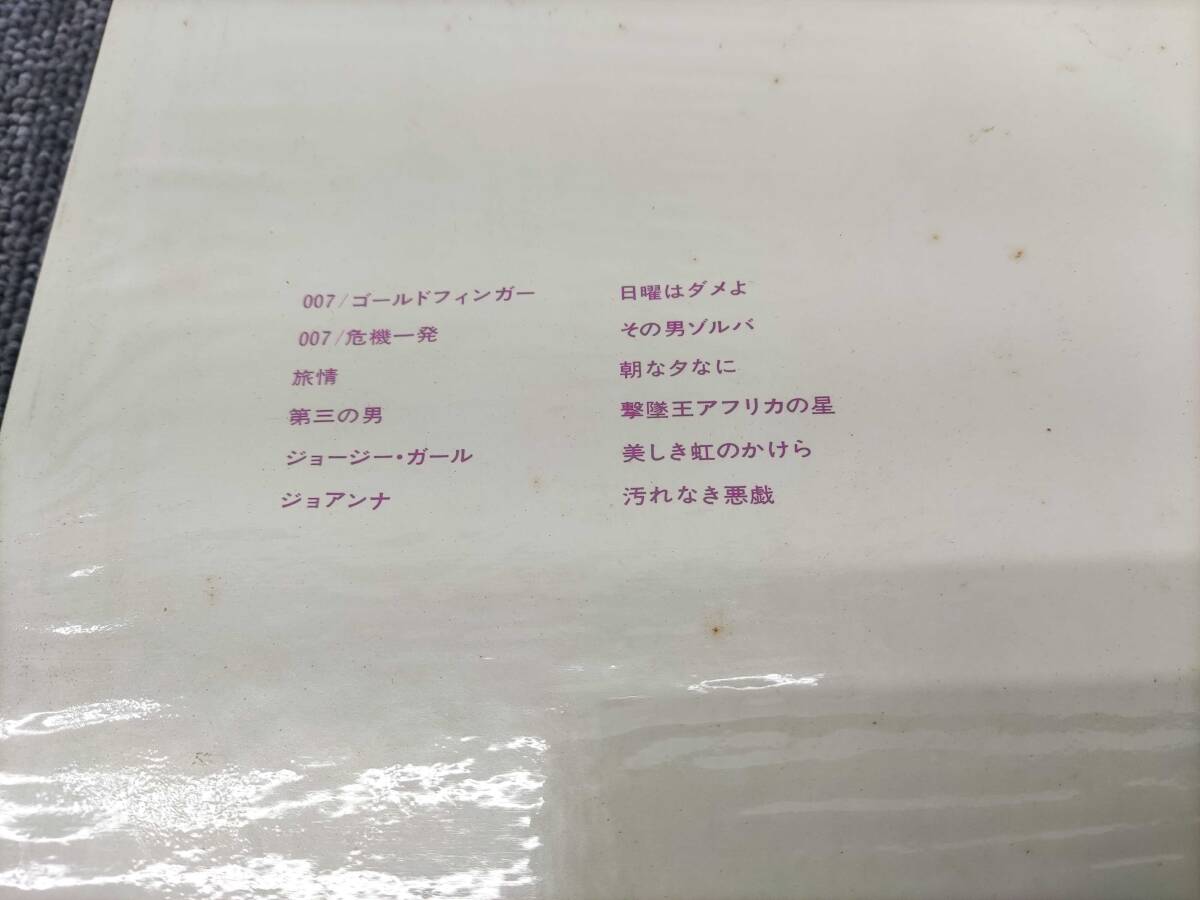 007/ゴールドフィンガー
007/危機一発
旅情
第三の男
ジョージー・ガール
ジョアンナ
日曜はダメよ
その男ゾルバ
朝な夕なに
撃墜王アフリカの星
美しき虹のかけら
汚れなき悪戯